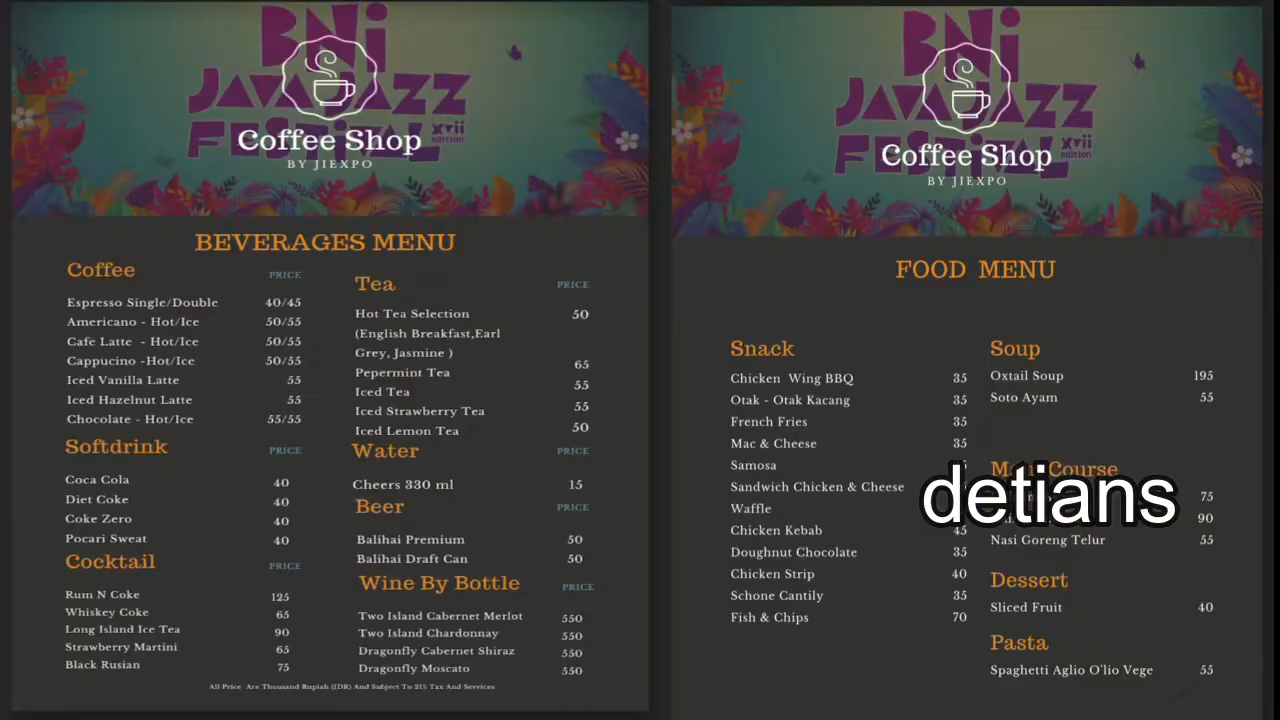 BNi
JAVAJAZZ
FESTiVAL xvii
edition
Coffee Shop
BY JIEXPO
BEVERAGES MENU
Coffee PRICE
Espresso Single/Double 40/45
Americano - Hot/Ice 50/55
Cafe Latte - Hot/Ice 50/55
Cappucino -Hot/Ice 50/55
Iced Vanilla Latte 55
Iced Hazelnut Latte 55
Chocolate - Hot/Ice 55/55
Softdrink PRICE
Coca Cola 40
Diet Coke 40
Coke Zero 40
Pocari Sweat 40
Cocktail PRICE
Rum N Coke 125
Whiskey Coke 65
Long Island Ice Tea 90
Strawberry Martini 65
Black Rusian 75
Tea PRICE
Hot Tea Selection 50
(English Breakfast,Earl
Grey, Jasmine )
Pepermint Tea 65
Iced Tea 55
Iced Strawberry Tea 55
Iced Lemon Tea 50
Water PRICE
Cheers 330 ml 15
Beer PRICE
Balihai Premium 50
Balihai Draft Can 50
Wine By Bottle PRICE
Two Island Cabernet Merlot 550
Two Island Chardonnay 550
Dragonfly Cabernet Shiraz 550
Dragonfly Moscato 550
All Price Are Thousand Rupiah (IDR) And Subject To 21% Tax And Services
BNi
JAVAJAZZ
FESTiVAL xvii
edition
Coffee Shop
BY JIEXPO
FOOD MENU
Snack
Chicken Wing BBQ 35
Otak - Otak Kacang 35
French Fries 35
Mac & Cheese 35
Samosa
Sandwich Chicken & Cheese
Waffle
Chicken Kebab 45
Doughnut Chocolate 35
Chicken Strip 40
Schone Cantily 35
Fish & Chips 70
Soup
Oxtail Soup 195
Soto Ayam 55
Main Course
75
90
Nasi Goreng Telur 55
Dessert
Sliced Fruit 40
Pasta
Spaghetti Aglio O'lio Vege 55
detians